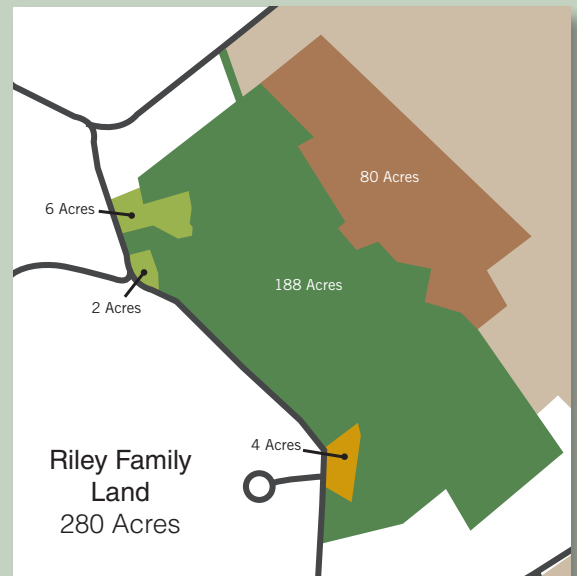 80 Acres
6 Acres
188 Acres
2 Acres
4 Acres
Riley Family
Land
280 Acres